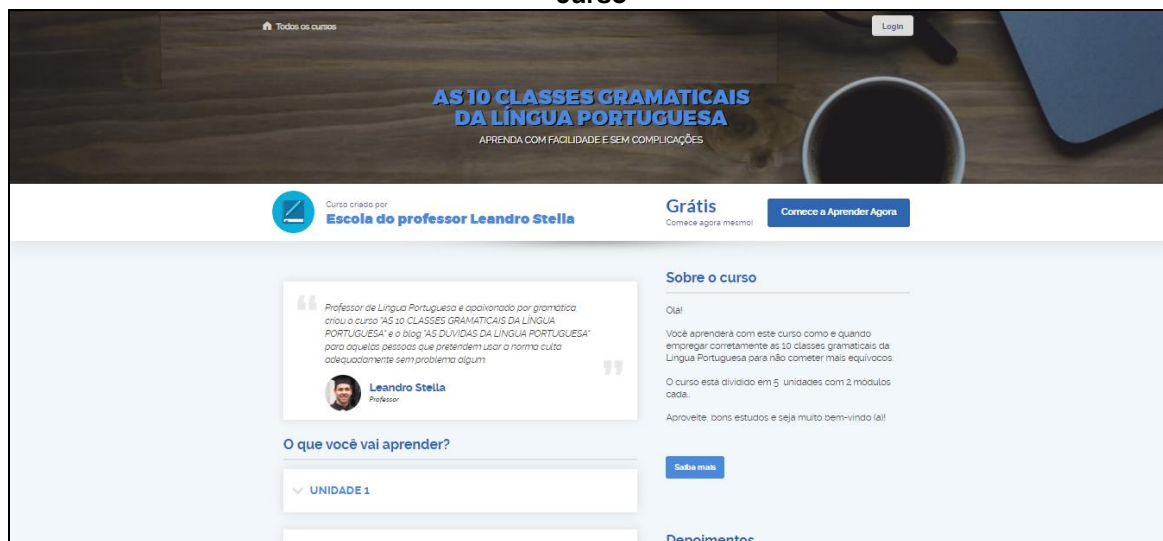 curso
Todos os cursos
Login
AS 10 CLASSES GRAMATICAIS
DA LÍNGUA PORTUGUESA
APRENDA COM FACILIDADE E SEM COMPLICAÇÕES
Curso criado por
Escola do professor Leandro Stella
Grátis
Comece agora mesmo!
Comece a Aprender Agora
Professor de Língua Portuguesa e apaixonado por gramática,
criou o curso "AS 10 CLASSES GRAMATICAIS DA LÍNGUA
PORTUGUESA" e o blog "AS DÚVIDAS DA LÍNGUA PORTUGUESA"
para aquelas pessoas que pretendem usar a norma culta
adequadamente sem problema algum.
Leandro Stella
Professor
O que você vai aprender?
UNIDADE 1
Sobre o curso
Olá!
Você aprenderá com este curso como e quando
empregar corretamente as 10 classes gramaticais da
Língua Portuguesa para não cometer mais equívocos.
O curso está dividido em 5 unidades com 2 módulos
cada..
Aproveite, bons estudos e seja muito bem-vindo (a)!
Saiba mais
Depoimentos